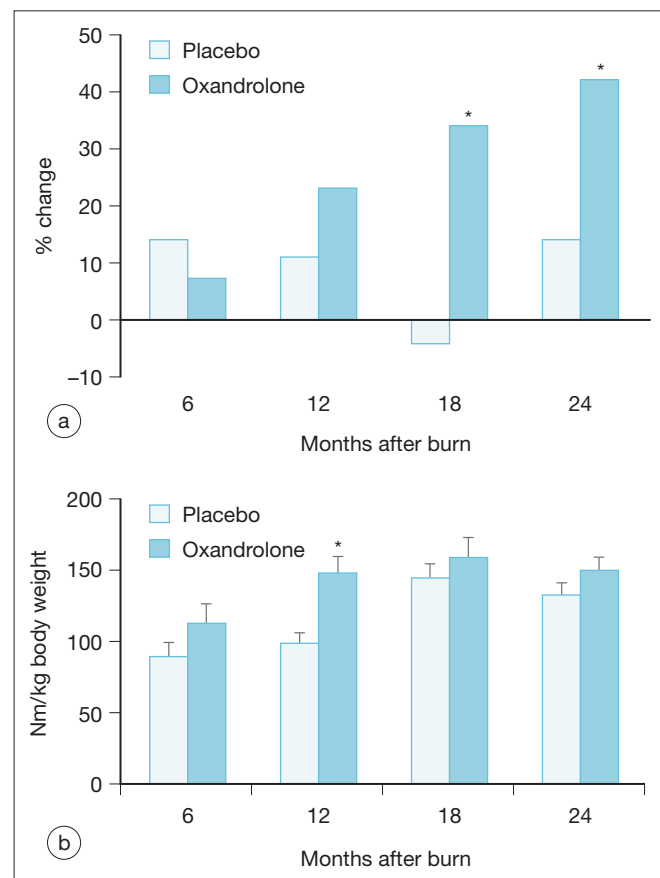 50
Placebo
Oxandrolone
40
30
20
10
0
–10
% change
*
*
6 12 18 24
Months after burn
a
200
Placebo
Oxandrolone
150
100
50
0
Nm/kg body weight
*
6 12 18 24
Months after burn
b